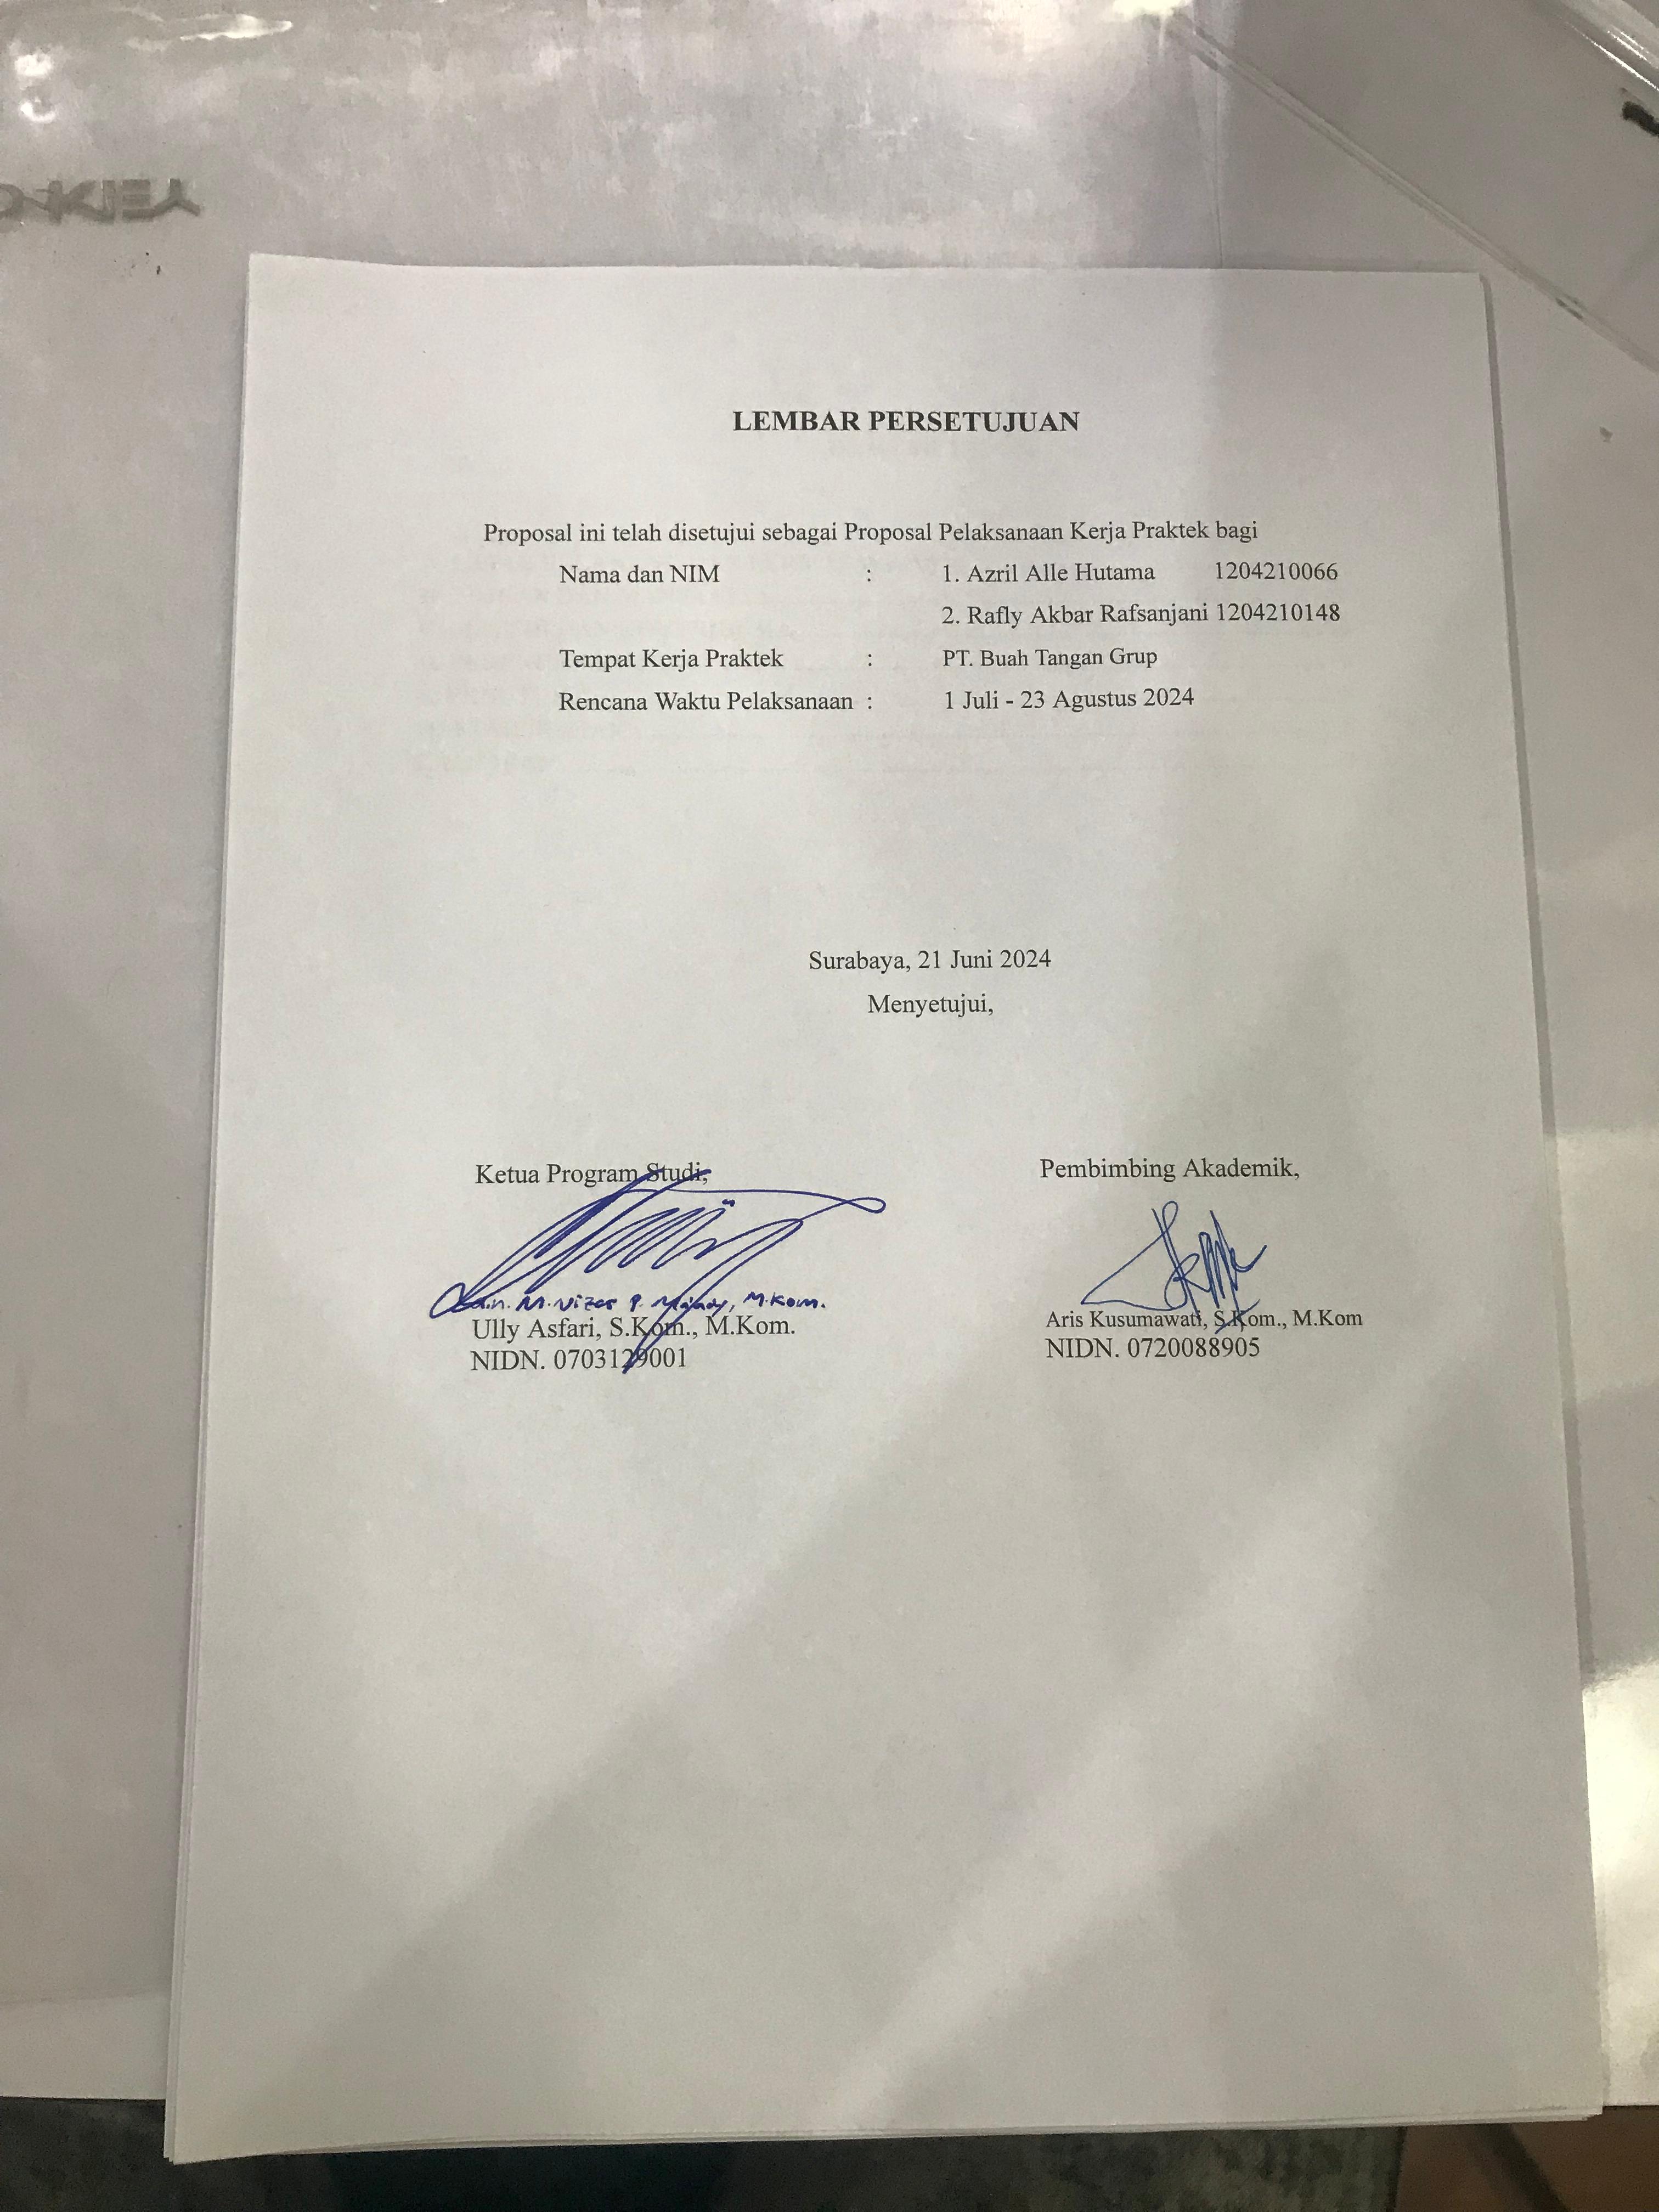 LEMBAR PERSETUJUAN
Proposal ini telah disetujui sebagai Proposal Pelaksanaan Kerja Praktek bagi
Nama dan NIM : 1. Azril Alle Hutama 1204210066
2. Rafly Akbar Rafsanjani 1204210148
Tempat Kerja Praktek : PT. Buah Tangan Grup
Rencana Waktu Pelaksanaan : 1 Juli - 23 Agustus 2024
Surabaya, 21 Juni 2024
Menyetujui,
Ketua Program Studi,
a.n. M. Nizar P. M, M.Kom.
Ully Asfari, S.Kom., M.Kom.
NIDN. 0703129001
Pembimbing Akademik,
Aris Kusumawati, S.Kom., M.Kom
NIDN. 0720088905